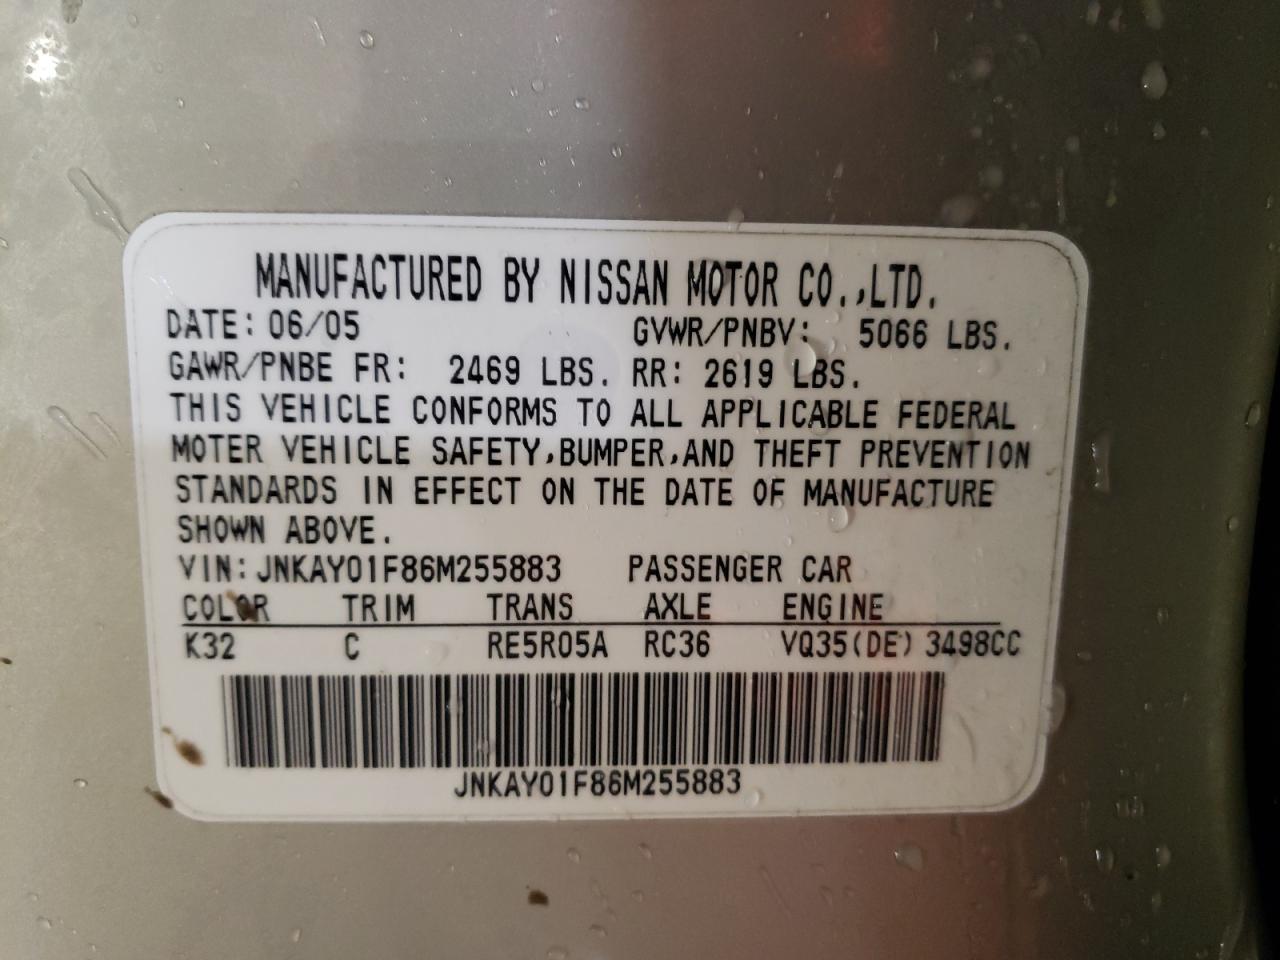 MANUFACTURED BY NISSAN MOTOR CO.,LTD.
DATE: 06/05 GVWR/PNBV: 5066 LBS.
GAWR/PNBE FR: 2469 LBS. RR: 2619 LBS.
THIS VEHICLE CONFORMS TO ALL APPLICABLE FEDERAL
MOTER VEHICLE SAFETY,BUMPER,AND THEFT PREVENTION
STANDARDS IN EFFECT ON THE DATE OF MANUFACTURE
SHOWN ABOVE.
VIN: JNKAY01F86M255883 PASSENGER CAR
COLOR TRIM TRANS AXLE ENGINE
K32 C RE5R05A RC36 VQ35(DE) 3498CC
JNKAY01F86M255883